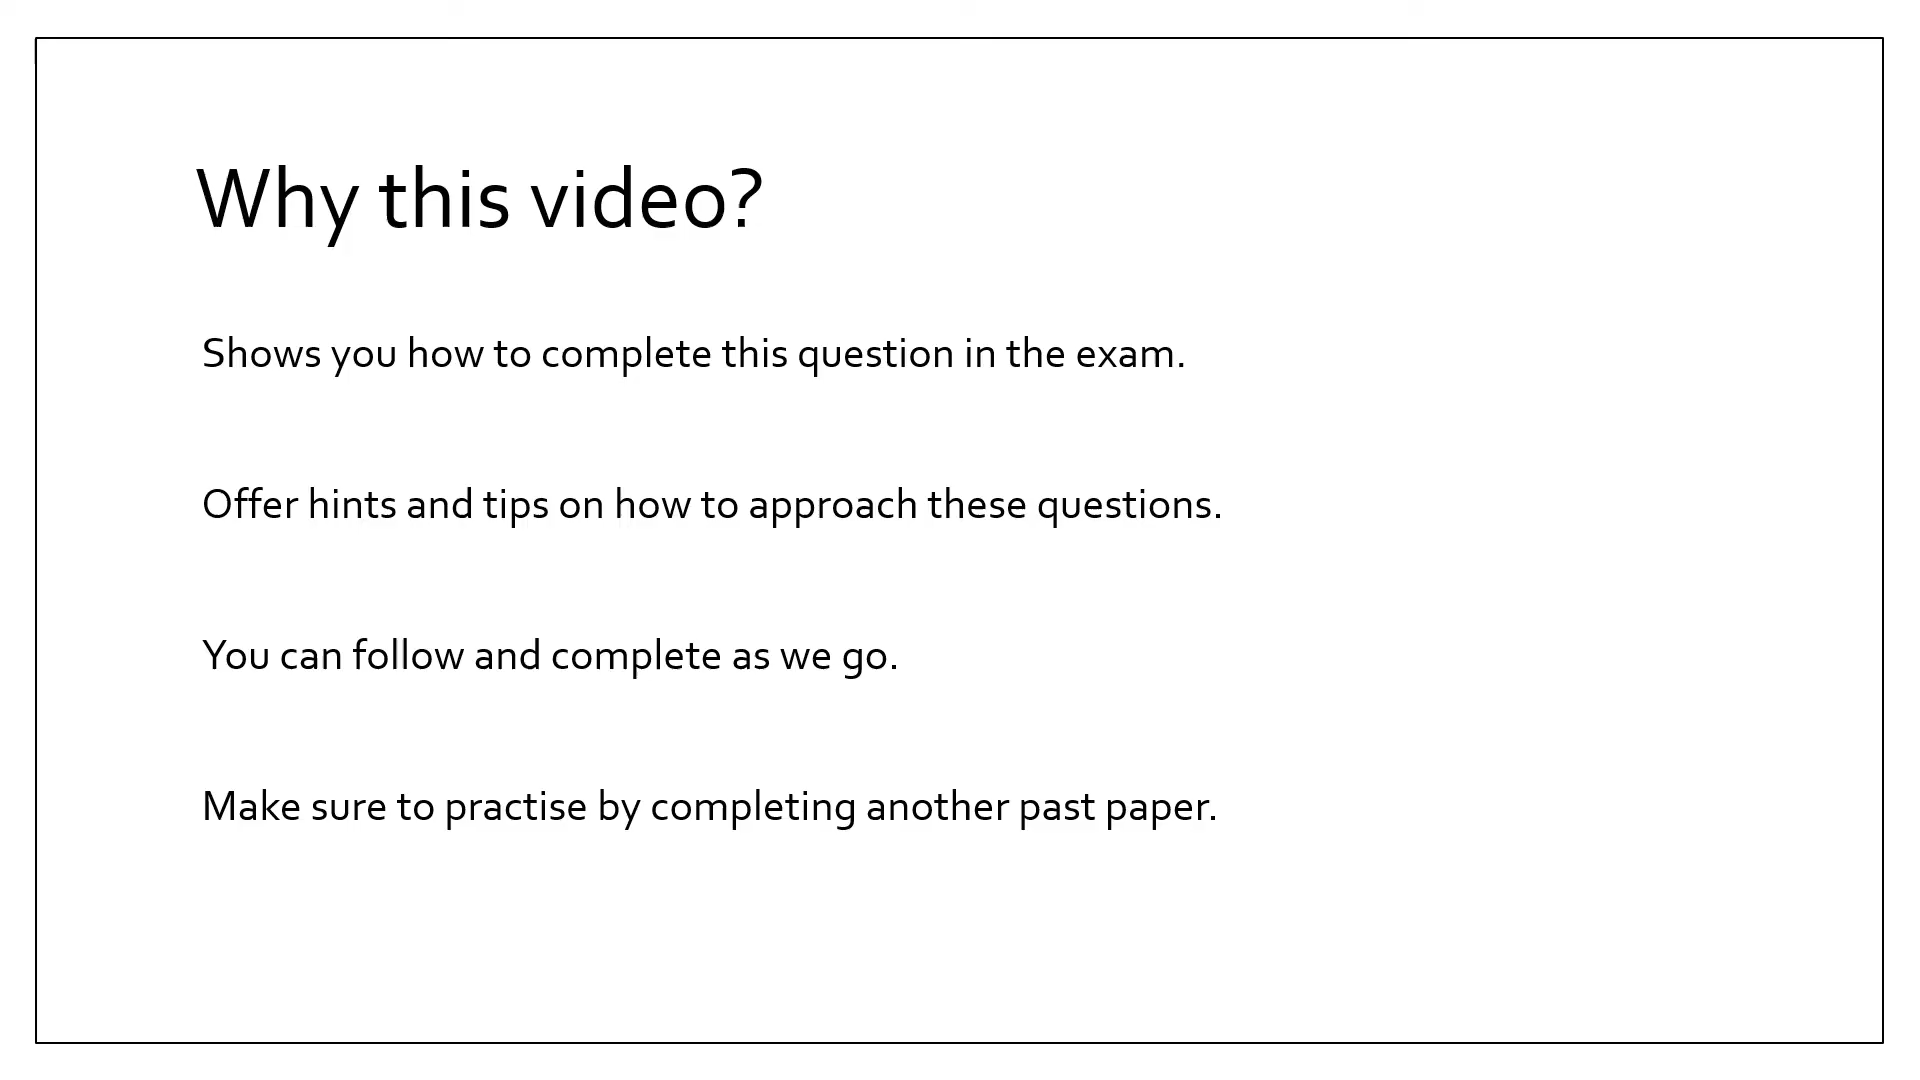 Why this video?
Shows you how to complete this question in the exam.
Offer hints and tips on how to approach these questions.
You can follow and complete as we go.
Make sure to practise by completing another past paper.